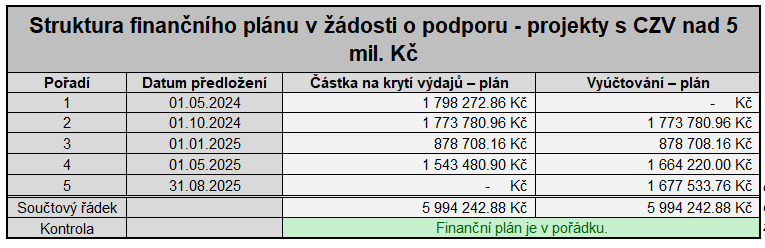 Struktura finančního plánu v žádosti o podporu - projekty s CZV nad 5
mil. Kč
Pořadí Datum předložení Částka na krytí výdajů – plán Vyúčtování – plán
1 01.05.2024 1 798 272.86 Kč - Kč
2 01.10.2024 1 773 780.96 Kč 1 773 780.96 Kč
3 01.01.2025 878 708.16 Kč 878 708.16 Kč
4 01.05.2025 1 543 480.90 Kč 1 664 220.00 Kč
5 31.08.2025 - Kč 1 677 533.76 Kč
Součtový řádek 5 994 242.88 Kč 5 994 242.88 Kč
Kontrola Finanční plán je v pořádku.